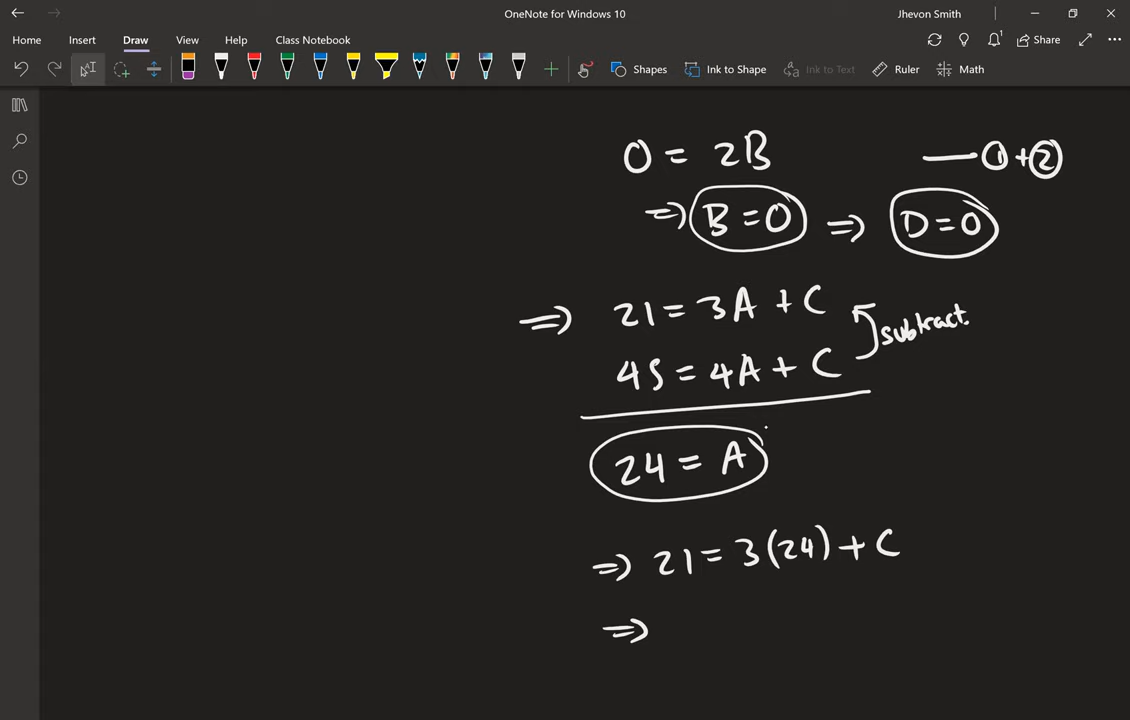 OneNote for Windows 10
Jhevon Smith
Home Insert Draw View Help Class Notebook
Share
Shapes Ink to Shape Ink to Text Ruler Math
0 = 2B — ① + ②
⇒ B = 0 ⇒ D = 0
⇒ 21 = 3A + C
subtract.
45 = 4A + C
24 = A
⇒ 21 = 3(24) + C
⇒